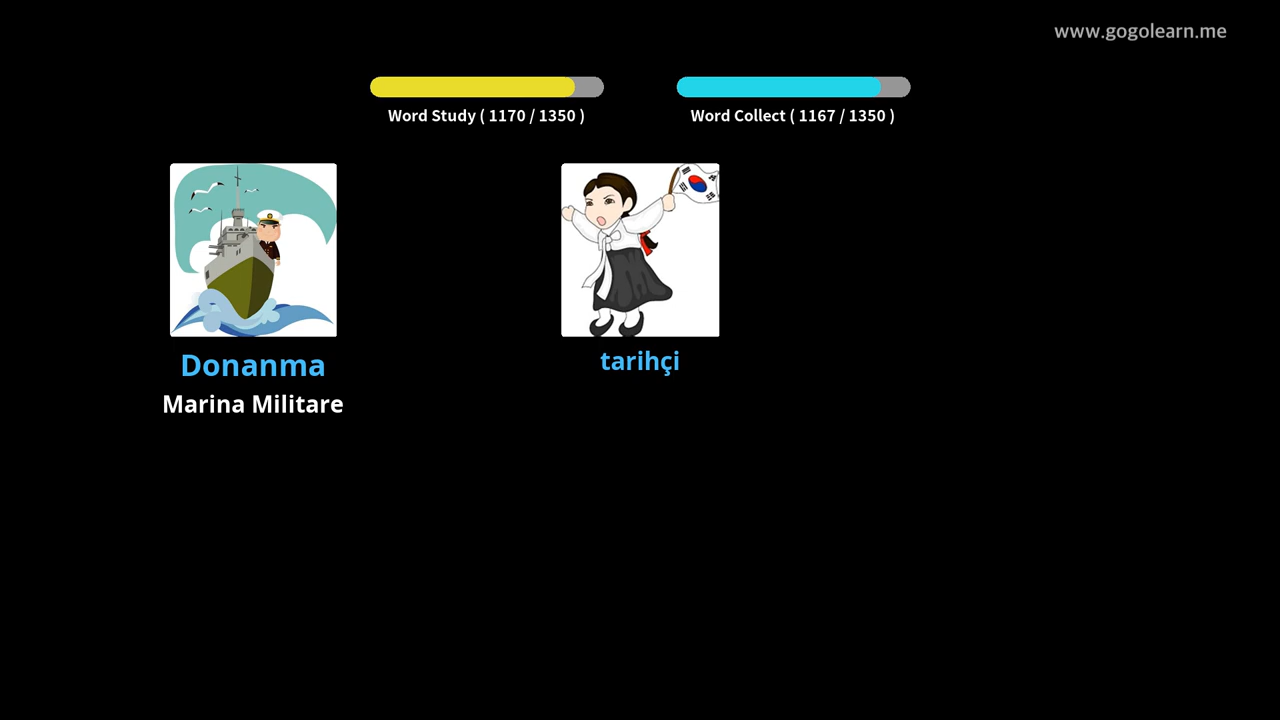 www.gogolearn.me
Word Study ( 1170 / 1350 )
Word Collect ( 1167 / 1350 )
Donanma
Marina Militare
tarihçi